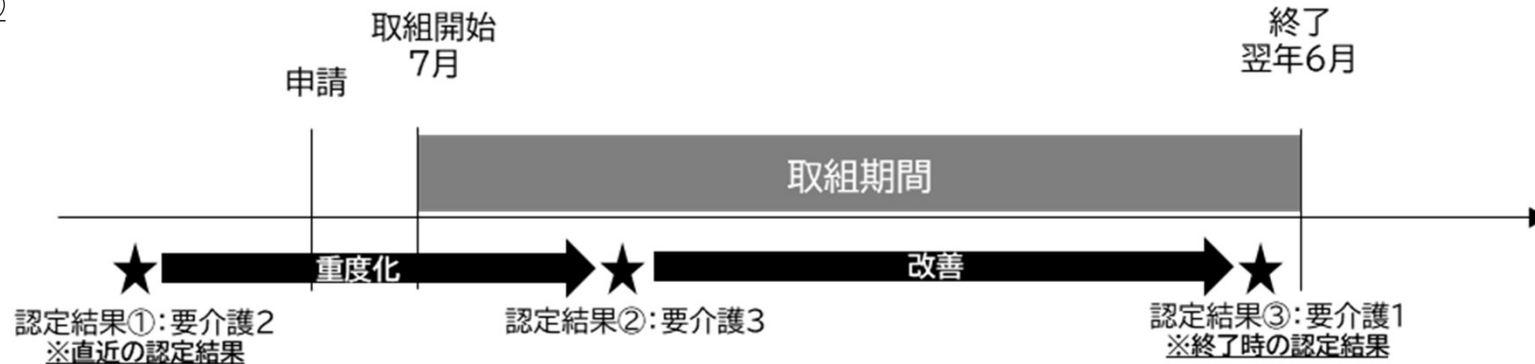 取組開始
7月
終了
翌年6月
申請
取組期間
重度化
改善
認定結果①：要介護2
※直近の認定結果
認定結果②：要介護3
認定結果③：要介護1
※終了時の認定結果